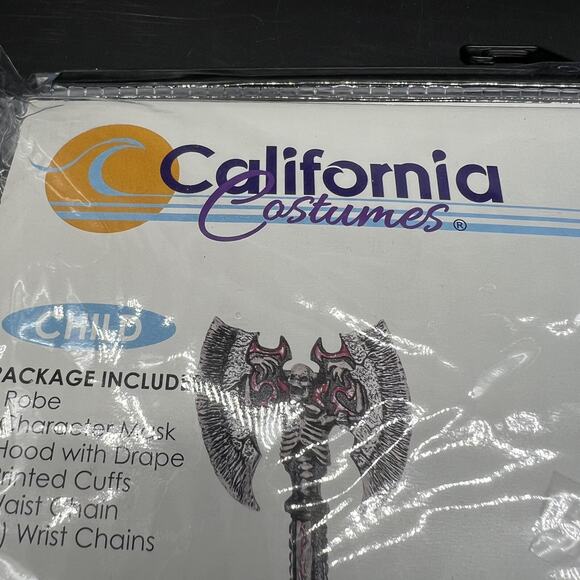 California
Costumes®
CHILD
PACKAGE INCLUDE
Robe
Character Mask
Hood with Drape
Printed Cuffs
Waist Chain
) Wrist Chains